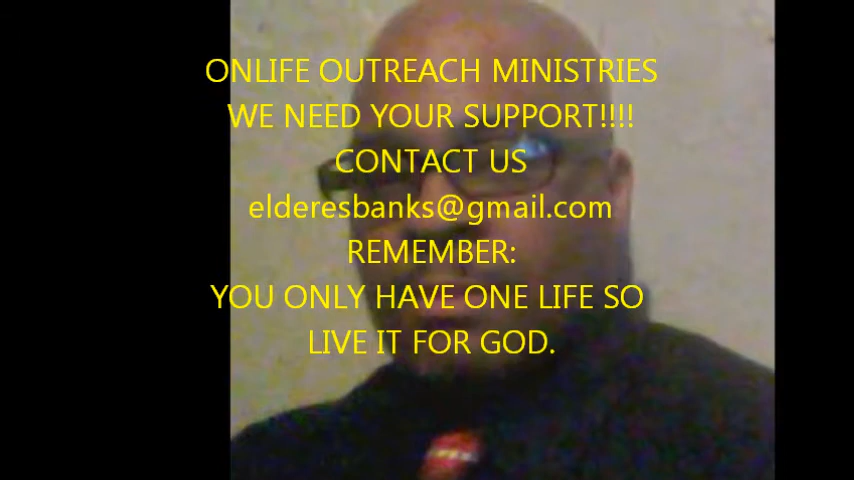 ONLIFE OUTREACH MINISTRIES
WE NEED YOUR SUPPORT!!!!
CONTACT US
elderesbanks@gmail.com
REMEMBER:
YOU ONLY HAVE ONE LIFE SO
LIVE IT FOR GOD.